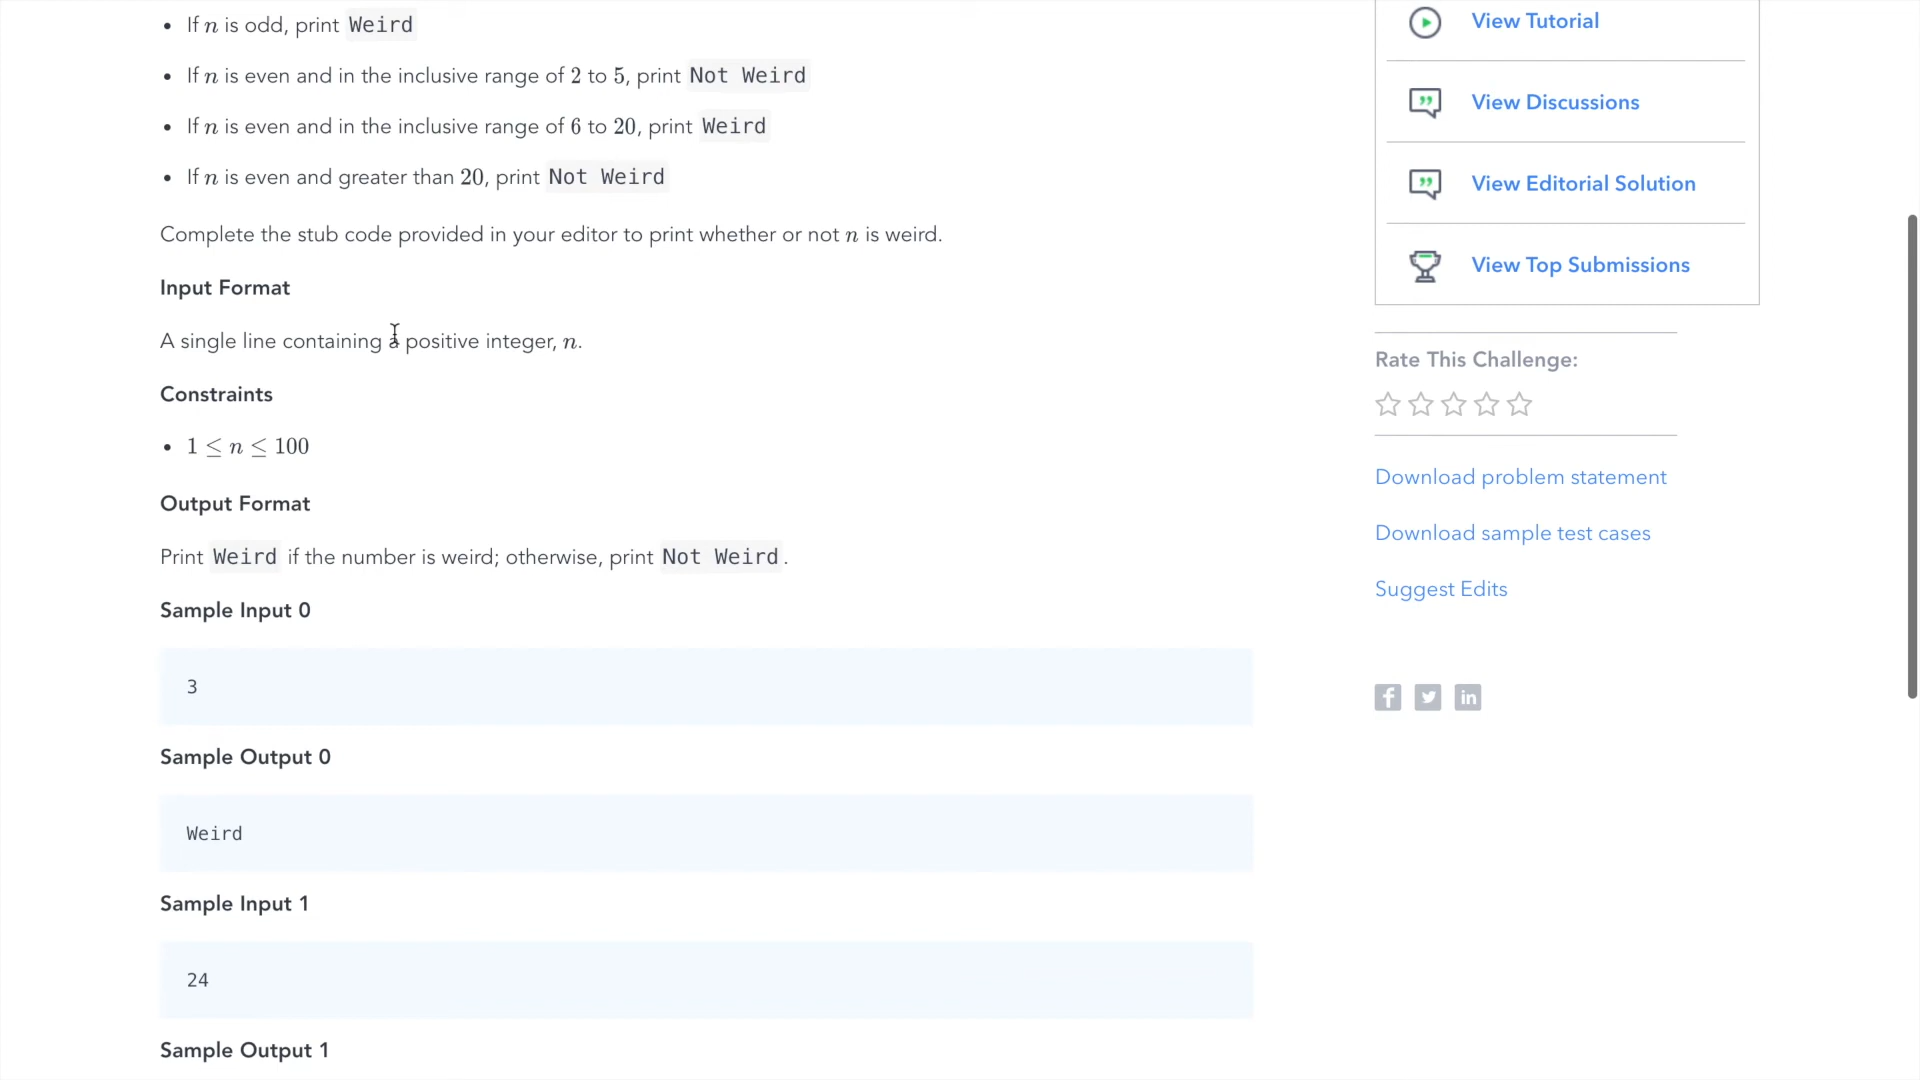 If n is odd, print Weird
If n is even and in the inclusive range of 2 to 5, print Not Weird
If n is even and in the inclusive range of 6 to 20, print Weird
If n is even and greater than 20, print Not Weird
Complete the stub code provided in your editor to print whether or not n is weird.
Input Format
A single line containing a positive integer, n.
Constraints
1 ≤ n ≤ 100
Output Format
Print Weird if the number is weird; otherwise, print Not Weird.
Sample Input 0
3
Sample Output 0
Weird
Sample Input 1
24
Sample Output 1
View Tutorial
View Discussions
View Editorial Solution
View Top Submissions
Rate This Challenge:
Download problem statement
Download sample test cases
Suggest Edits